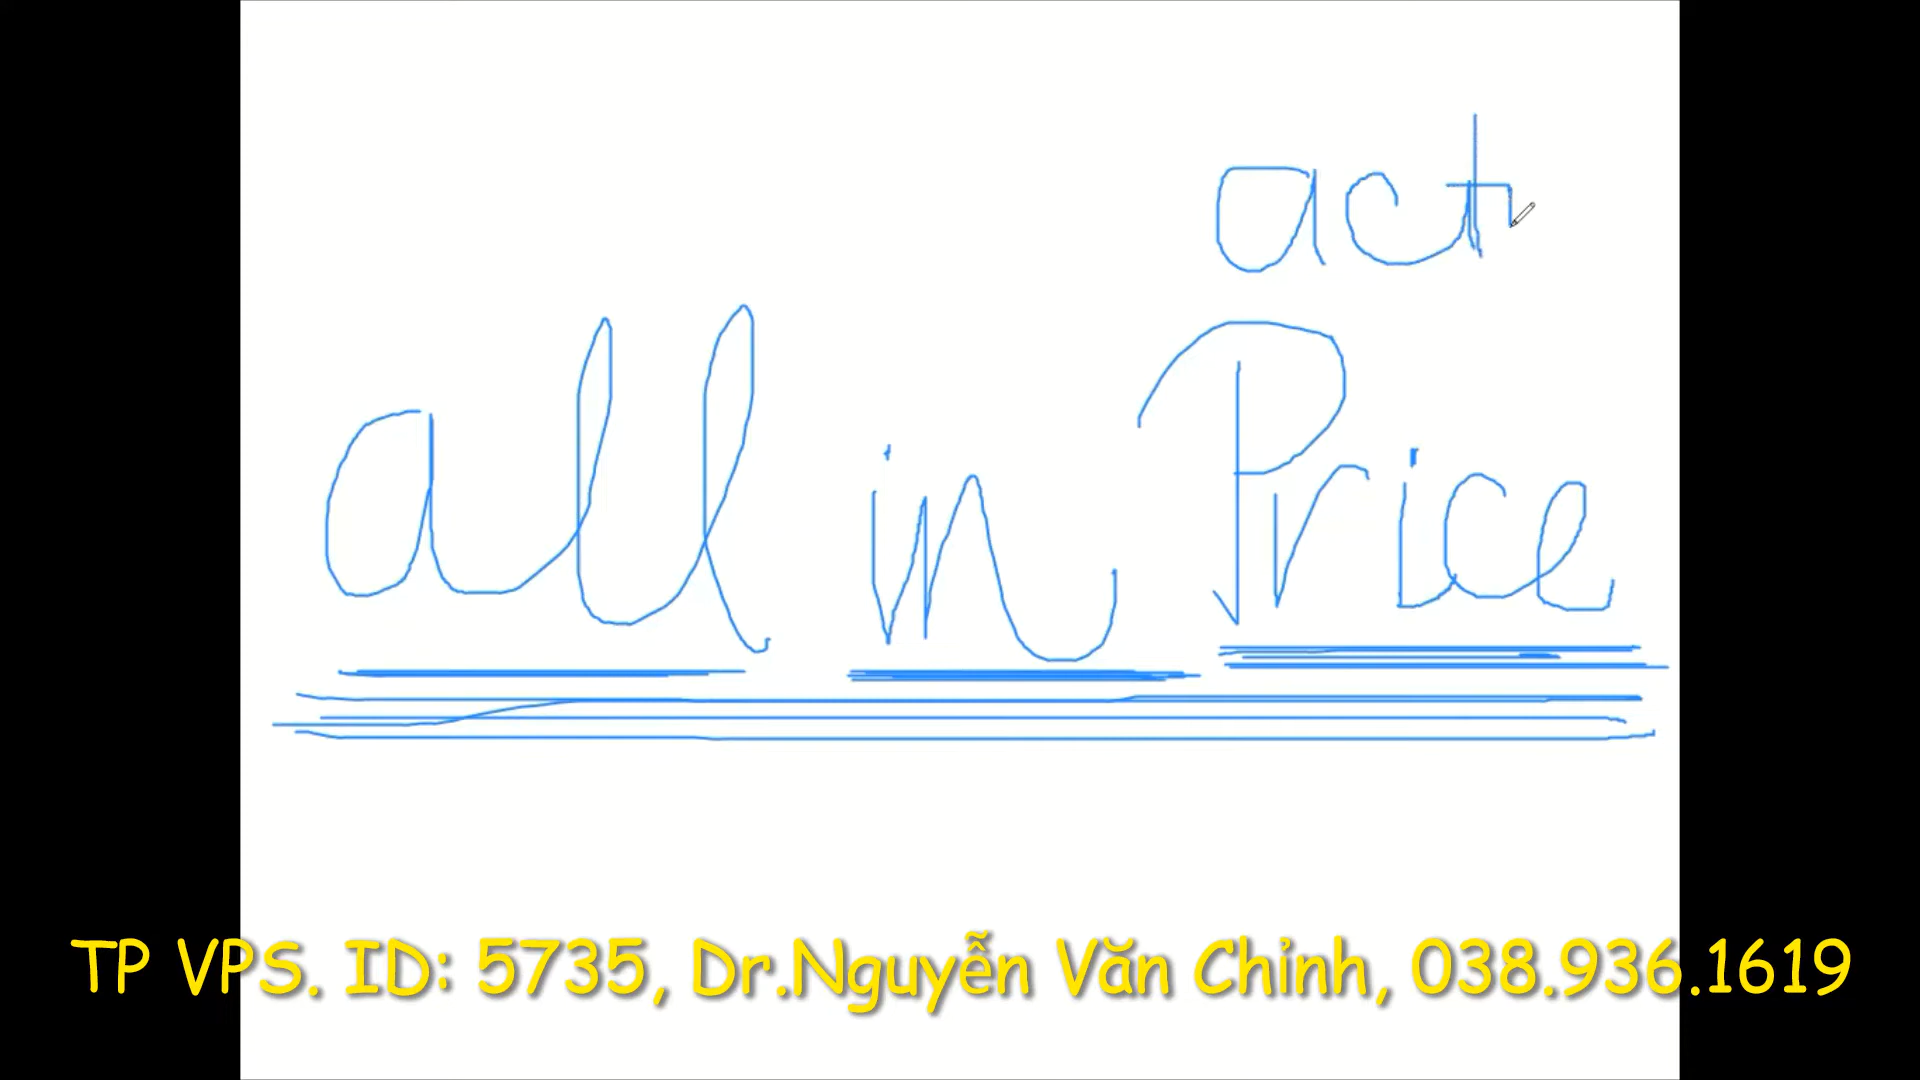 act
all in Price
TP VPS. ID: 5735, Dr.Nguyễn Văn Chỉnh, 038.936.1619